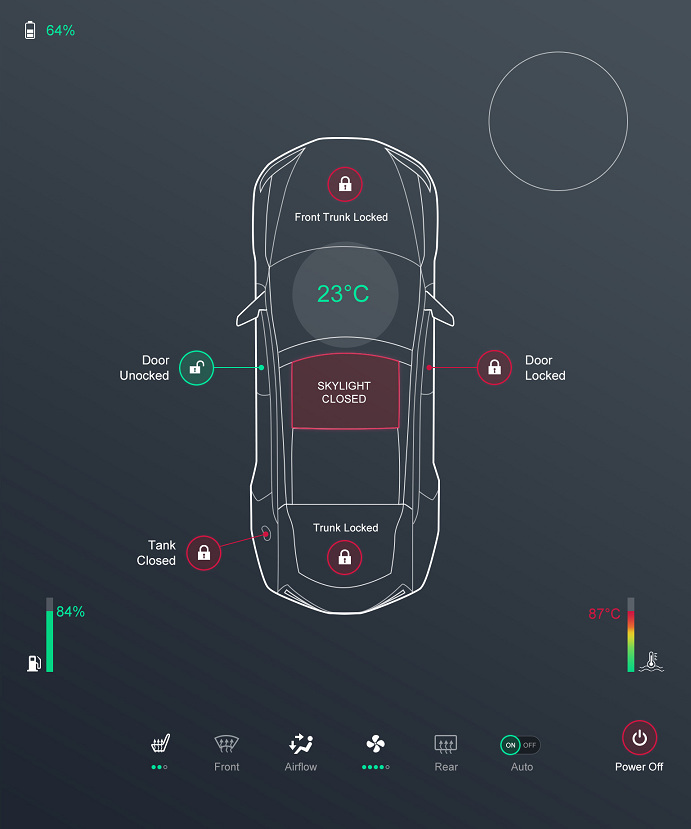 64%
Front Trunk Locked
23°C
Door
Unocked
SKYLIGHT
CLOSED
Door
Locked
Trunk Locked
Tank
Closed
84%
87°C
ON OFF
Front
Airflow
Rear
Auto
Power Off